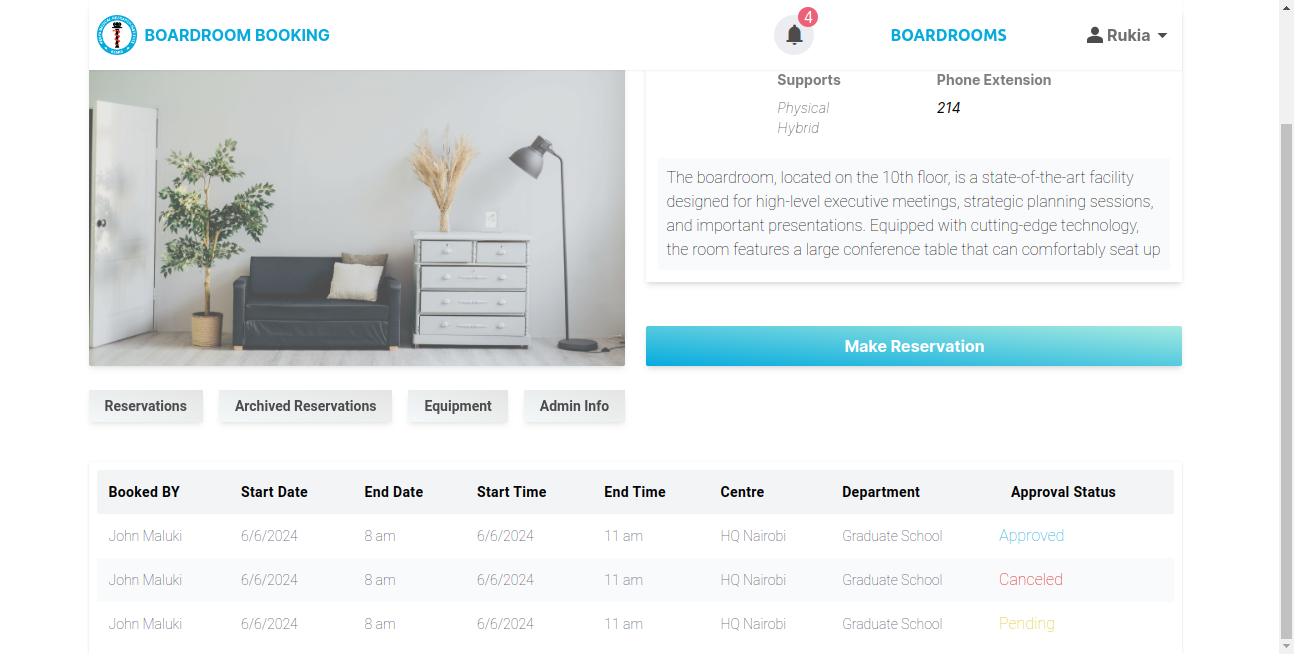 BOARDROOM BOOKING
4
BOARDROOMS
Rukia
Supports
Phone Extension
Physical
214
Hybrid
The boardroom, located on the 10th floor, is a state-of-the-art facility
designed for high-level executive meetings, strategic planning sessions,
and important presentations. Equipped with cutting-edge technology,
the room features a large conference table that can comfortably seat up
Make Reservation
Reservations
Archived Reservations
Equipment
Admin Info
Booked BY Start Date End Date Start Time End Time Centre Department Approval Status
John Maluki 6/6/2024 8 am 6/6/2024 11 am HQ Nairobi Graduate School Approved
John Maluki 6/6/2024 8 am 6/6/2024 11 am HQ Nairobi Graduate School Canceled
John Maluki 6/6/2024 8 am 6/6/2024 11 am HQ Nairobi Graduate School Pending